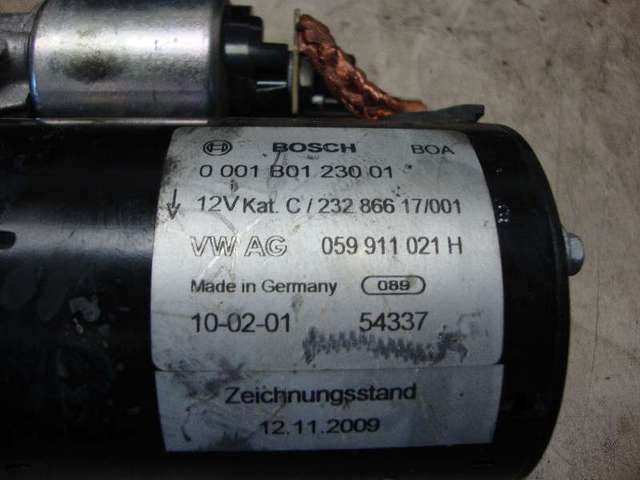 BOSCH BOA
0 001 B01 230 01
12V Kat. C / 232 866 17/001
VW AG 059 911 021 H
Made in Germany 089
10-02-01 54337
Zeichnungsstand
12.11.2009